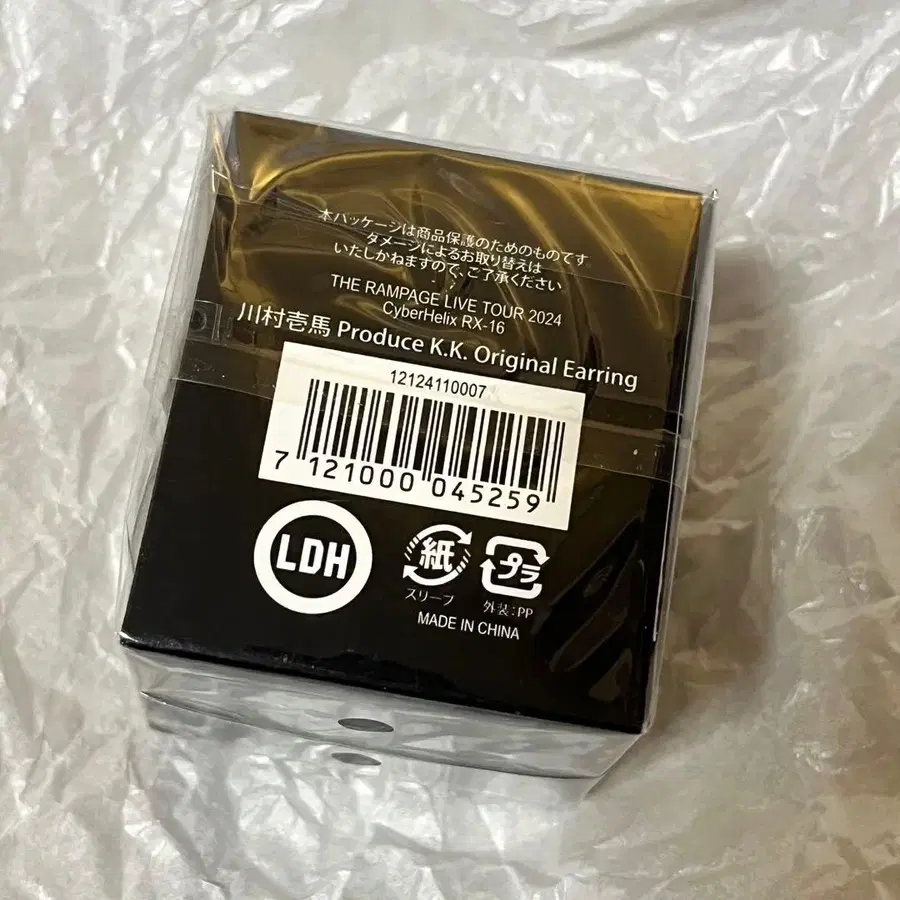 本パッケージは商品保護のためのものです
ダメージによるお取り替えは
いたしかねますので、ご了承ください
THE RAMPAGE LIVE TOUR 2024
CyberHelix RX-16
川村壱馬 Produce K.K. Original Earring
12124110007
7 121000 045259
LDH
紙
スリーブ
プラ
外装:PP
MADE IN CHINA